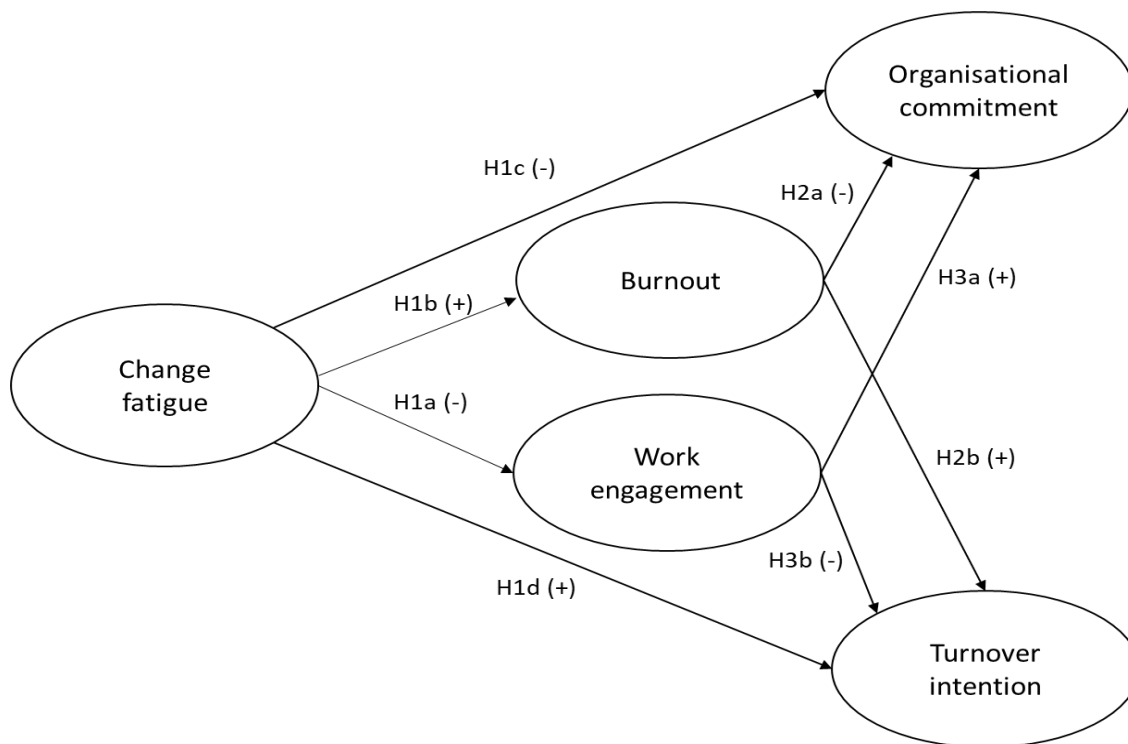 Organisational
commitment
H1c (-)
H2a (-)
Burnout
H3a (+)
H1b (+)
Change
fatigue
H1a (-)
Work
engagement
H2b (+)
H3b (-)
H1d (+)
Turnover
intention